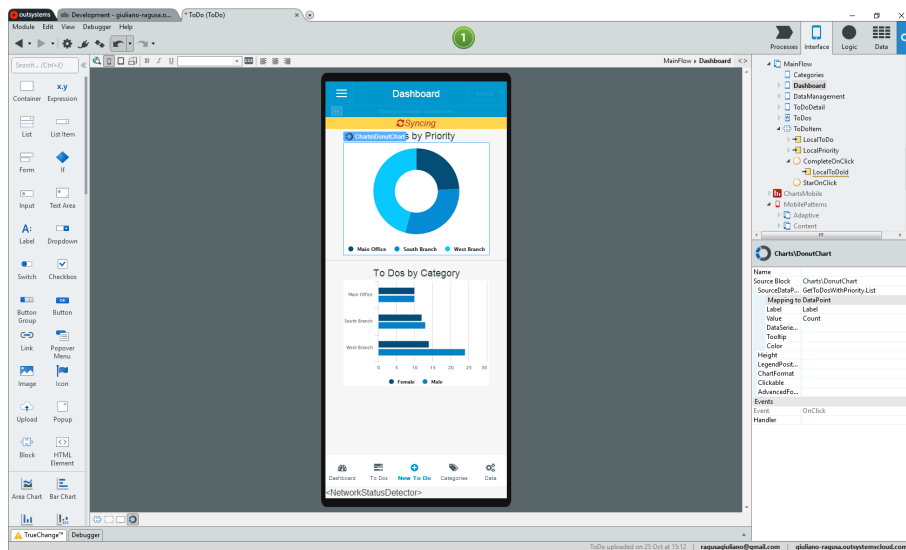 outsystems
Development - giuliano-ragusa.o...
* ToDo (ToDo)
Module Edit View Debugger Help
1
Processes Interface Logic Data
Search... (Ctrl+E)
B I U
MainFlow ▸ Dashboard <>
Container Expression
x.y
List List Item
Form If
Input Text Area
Label Dropdown
Switch Checkbox
Button Group
Button
Link Popover Menu
Image Icon
Upload Popup
Block HTML Element
Area Chart Bar Chart
Dashboard
Syncing
Charts\DonutChart s by Priority
Main Office South Branch West Branch
To Dos by Category
Main Office
South Branch
West Branch
0 5 10 15 20 25 30
Female Male
Dashboard To Dos New To Do Categories Data
<NetworkStatusDetector>
MainFlow
Categories
Dashboard
DataManagement
ToDoDetail
ToDos
ToDoItem
LocalToDo
LocalPriority
CompleteOnClick
LocalToDoId
StarOnClick
ChartsMobile
MobilePatterns
Adaptive
Content
Charts\DonutChart
Name
Source Block Charts\DonutChart
SourceDataP... GetToDosWithPriority.List
Mapping to DataPoint
Label Label
Value Count
DataSerie...
Tooltip
Color
Height
LegendPosit...
ChartFormat
Clickable
AdvancedFo...
Events
Event OnClick
Handler
TrueChange™ Debugger
ToDo uploaded on 25 Oct at 15:12 | ragusagiuliano@gmail.com | giuliano-ragusa.outsystemscloud.com